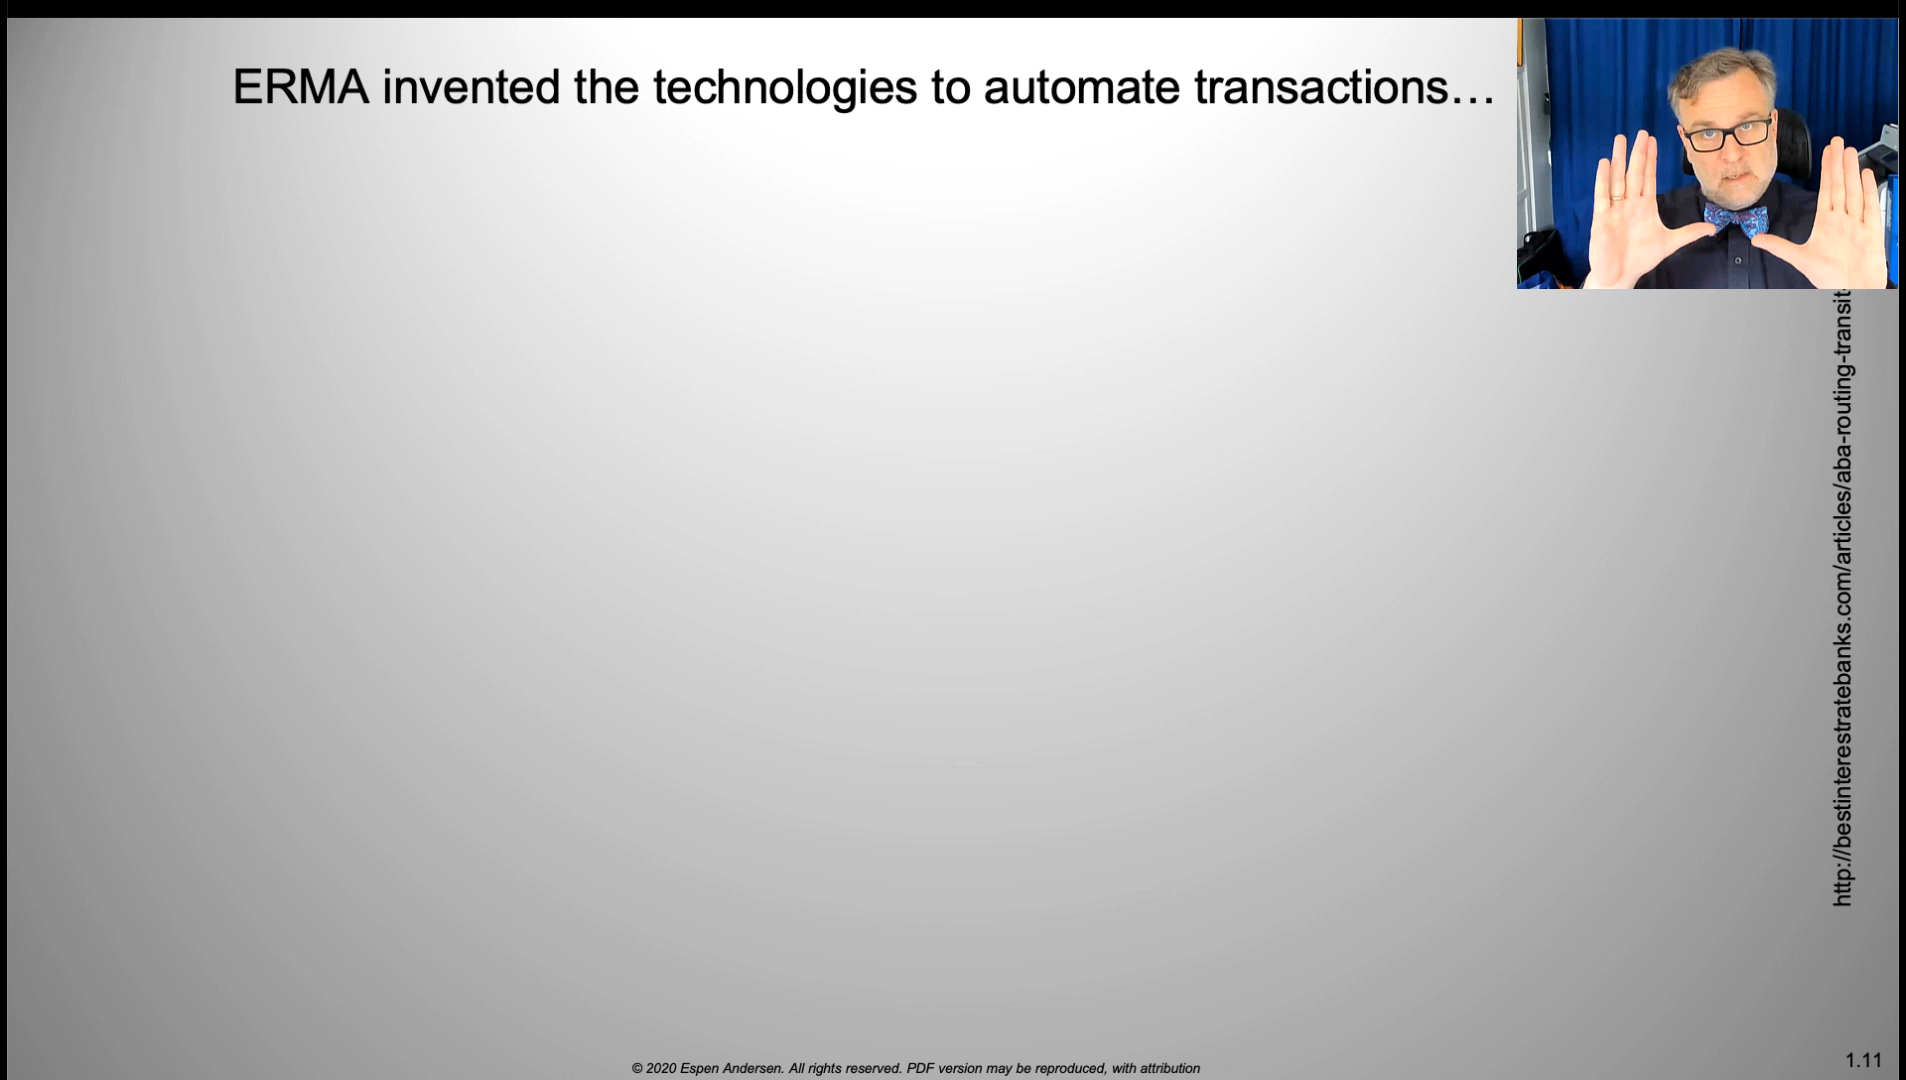 ERMA invented the technologies to automate transactions…
http://bestinterestratebanks.com/articles/aba-routing-transit
© 2020 Espen Andersen. All rights reserved. PDF version may be reproduced, with attribution
1.11